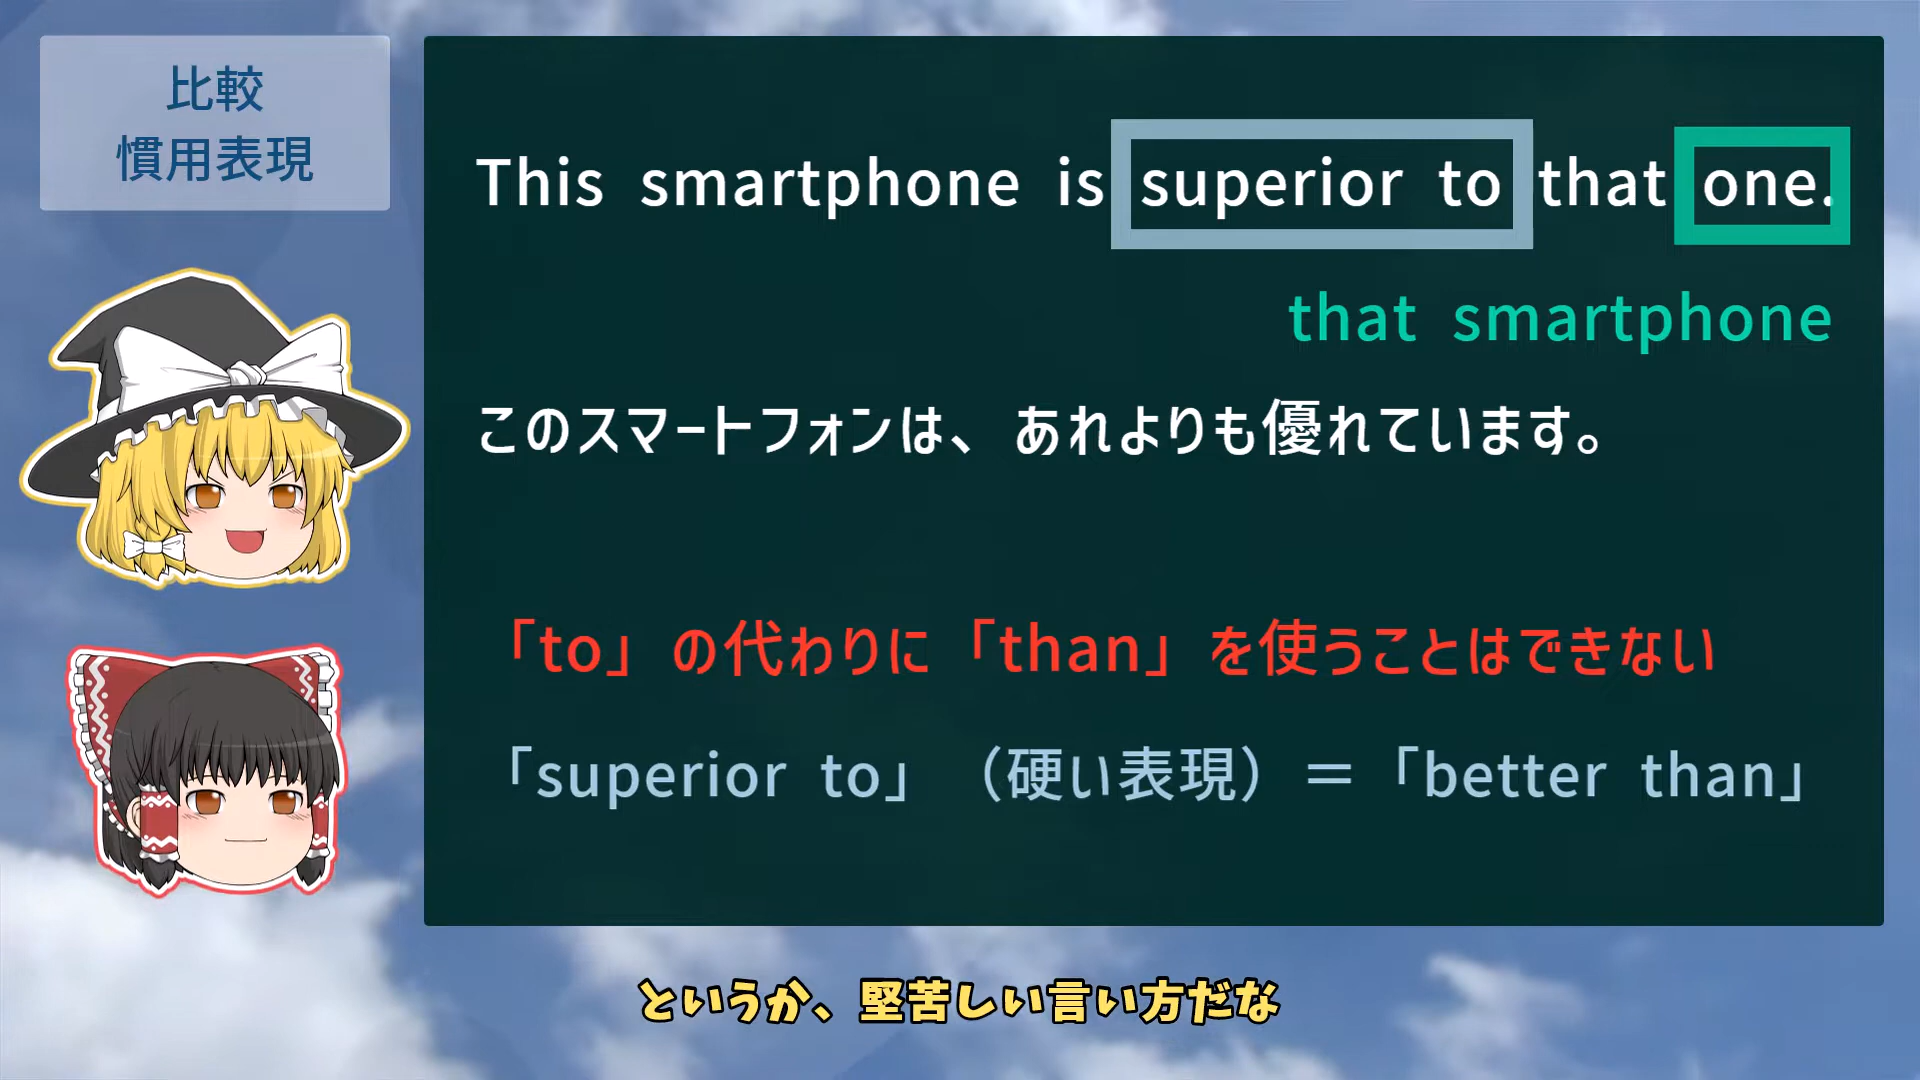 比較
慣用表現
This smartphone is superior to that one.
that smartphone
このスマートフォンは、あれよりも優れています。
「to」の代わりに「than」を使うことはできない
「superior to」（硬い表現）＝「better than」
というか、堅苦しい言い方だな